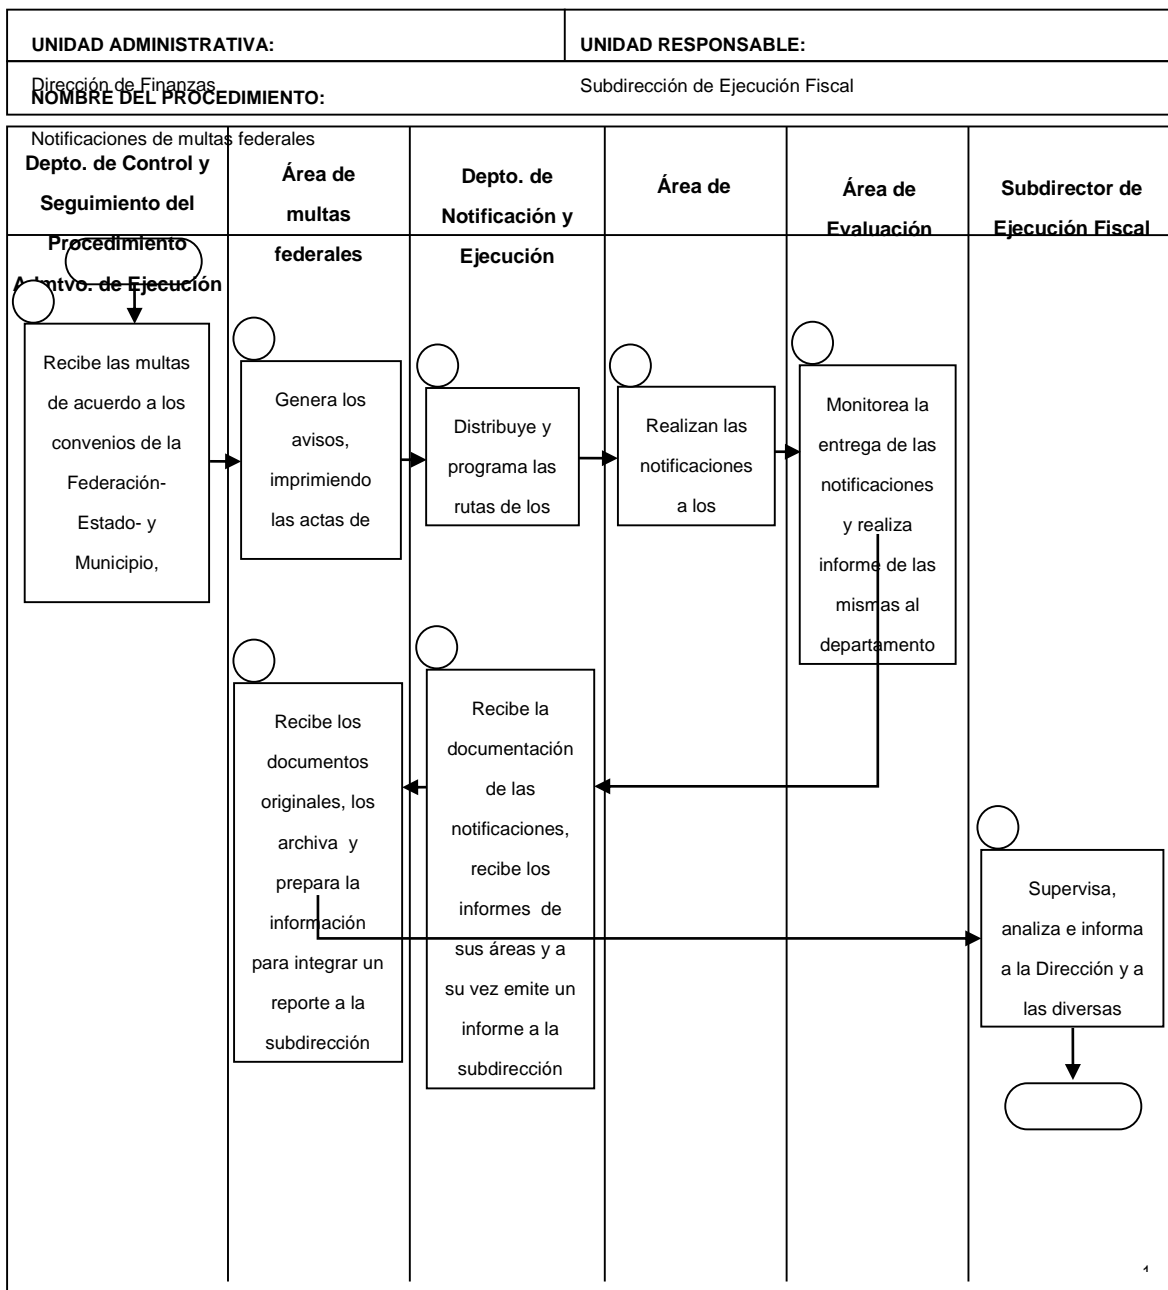 UNIDAD ADMINISTRATIVA:
UNIDAD RESPONSABLE:
Dirección de Finanzas
Subdirección de Ejecución Fiscal
NOMBRE DEL PROCEDIMIENTO:
Notificaciones de multas federales
Depto. de Control y
Seguimiento del
Procedimiento
Admtvo. de Ejecución
Área de
multas
federales
Depto. de
Notificación y
Ejecución
Área de
Área de
Evaluación
Subdirector de
Ejecución Fiscal
Recibe las multas
de acuerdo a los
convenios de la
Federación-
Estado- y
Municipio,
Genera los
avisos,
imprimiendo
las actas de
Distribuye y
programa las
rutas de los
Realizan las
notificaciones
a los
Monitorea la
entrega de las
notificaciones
y realiza
informe de las
mismas al
departamento
Recibe los
documentos
originales, los
archiva y
prepara la
información
para integrar un
reporte a la
subdirección
Recibe la
documentación
de las
notificaciones,
recibe los
informes de
sus áreas y a
su vez emite un
informe a la
subdirección
Supervisa,
analiza e informa
a la Dirección y a
las diversas